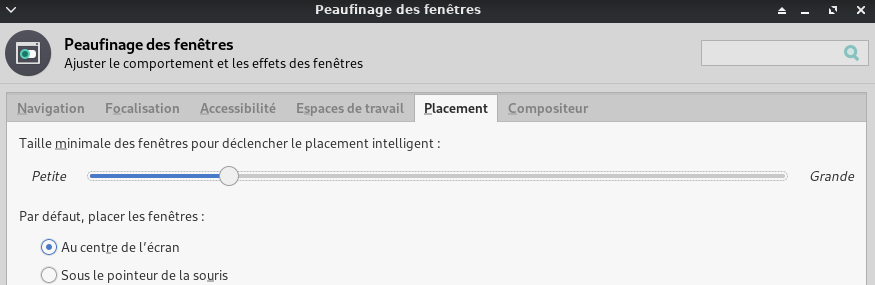 Peaufinage des fenêtres
Peaufinage des fenêtres
Ajuster le comportement et les effets des fenêtres
Navigation Focalisation Accessibilité Espaces de travail Placement Compositeur
Taille minimale des fenêtres pour déclencher le placement intelligent :
Petite Grande
Par défaut, placer les fenêtres :
Au centre de l’écran
Sous le pointeur de la souris